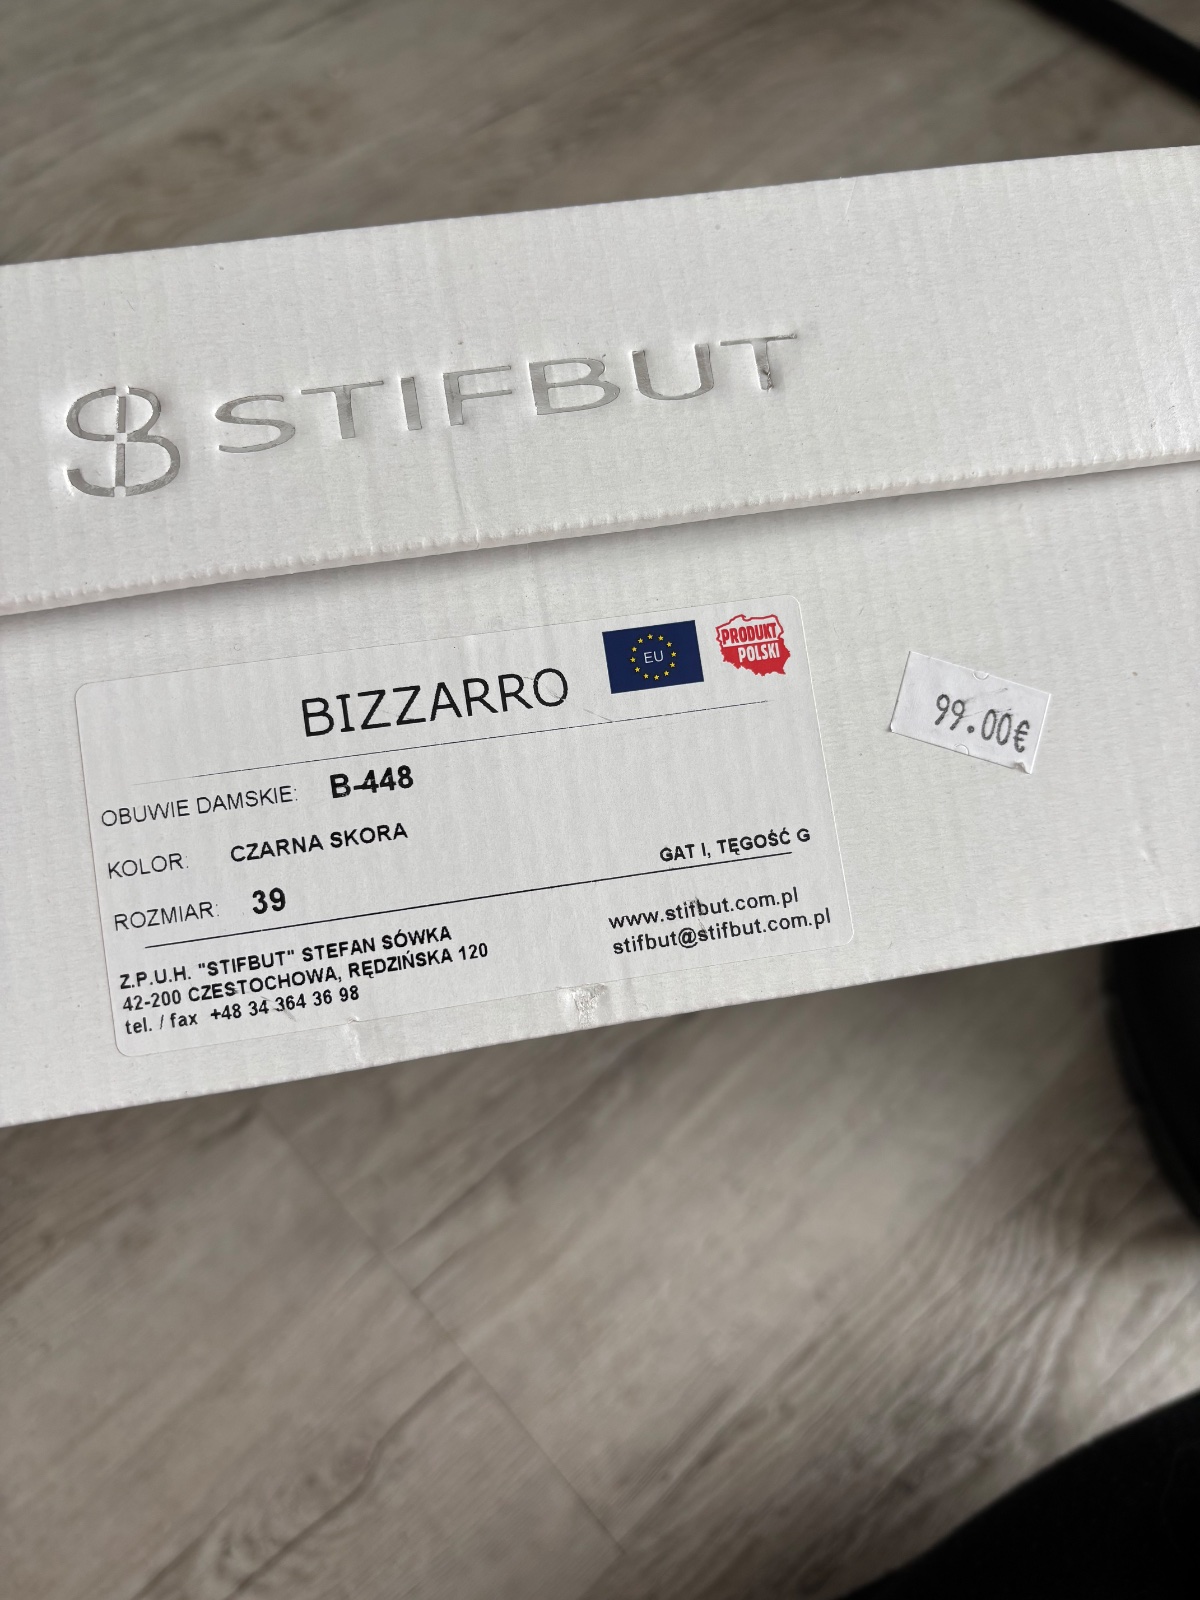 STIFBUT
BIZZARRO
EU
PRODUKT
POLSKI
99.00€
OBUWIE DAMSKIE: B-448
KOLOR: CZARNA SKORA
ROZMIAR: 39
GAT I, TĘGOŚĆ G
Z.P.U.H. "STIFBUT" STEFAN SÓWKA
42-200 CZESTOCHOWA, RĘDZIŃSKA 120
tel. / fax +48 34 364 36 98
www.stifbut.com.pl
stifbut@stifbut.com.pl